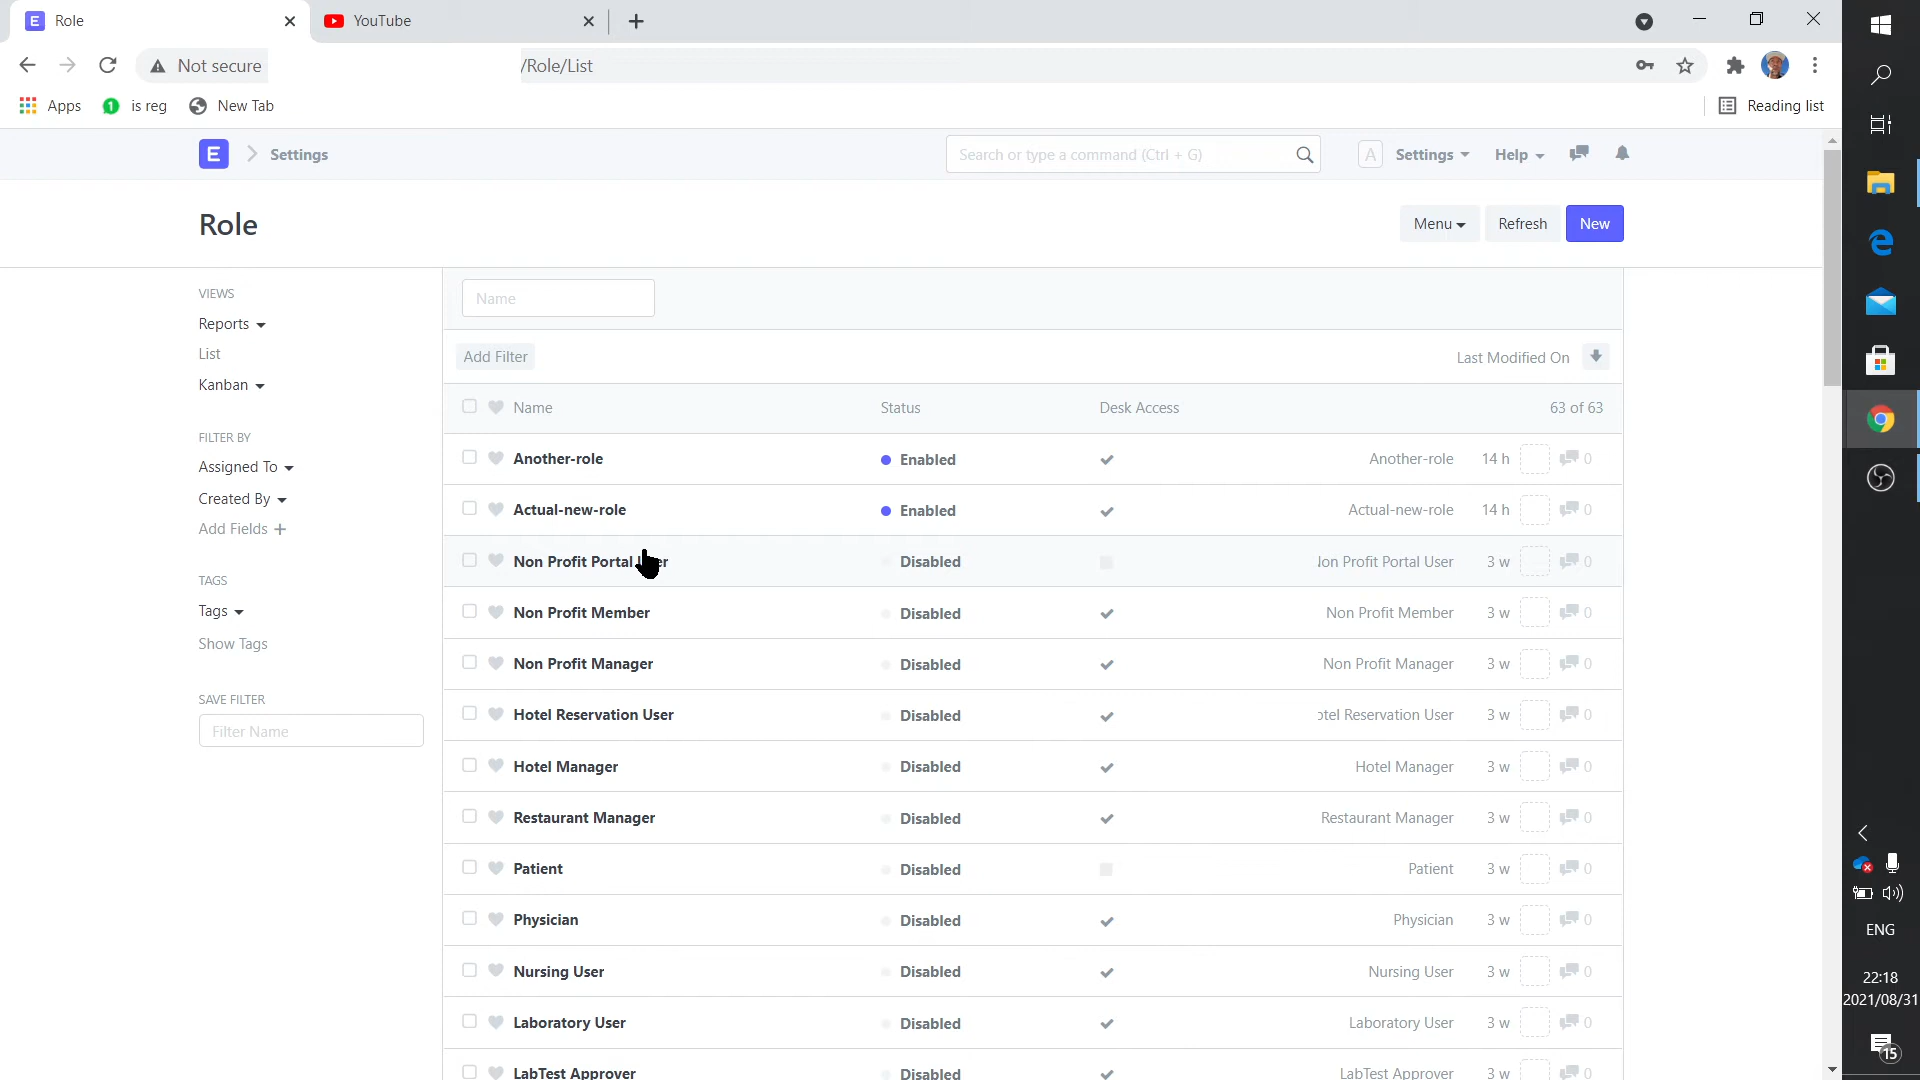 E Role
YouTube
Not secure
/Role/List
Apps
1 is reg
New Tab
Reading list
E Settings
Search or type a command (Ctrl + G)
A Settings
Help
Role
Menu
Refresh
New
VIEWS
Reports
List
Kanban
FILTER BY
Assigned To
Created By
Add Fields +
TAGS
Tags
Show Tags
SAVE FILTER
Filter Name
Name
Add Filter
Last Modified On
Name Status Desk Access 63 of 63
Another-role Enabled Another-role 14 h 0
Actual-new-role Enabled Actual-new-role 14 h 0
Non Profit Portal Disabled Non Profit Portal User 3 w 0
Non Profit Member Disabled Non Profit Member 3 w 0
Non Profit Manager Disabled Non Profit Manager 3 w 0
Hotel Reservation User Disabled otel Reservation User 3 w 0
Hotel Manager Disabled Hotel Manager 3 w 0
Restaurant Manager Disabled Restaurant Manager 3 w 0
Patient Disabled Patient 3 w 0
Physician Disabled Physician 3 w 0
Nursing User Disabled Nursing User 3 w 0
Laboratory User Disabled Laboratory User 3 w 0
LabTest Approver Disabled LabTest Approver 3 w 0
ENG
22:18
2021/08/31
15